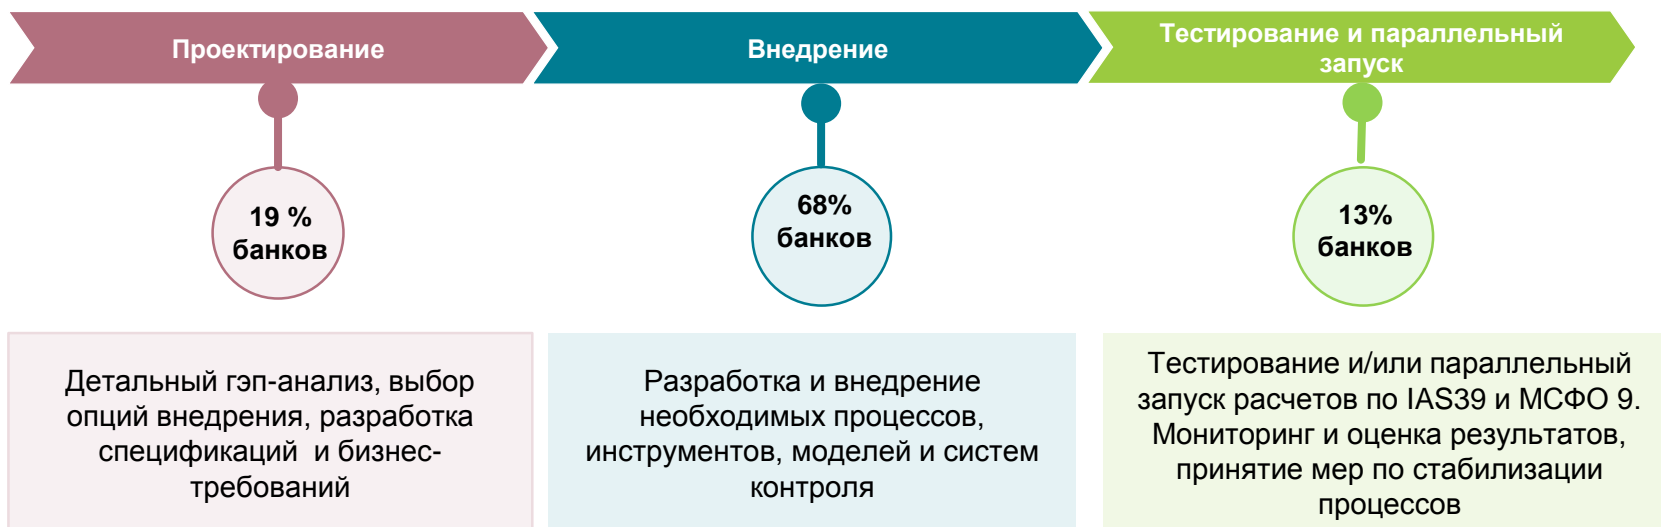 Проектирование
Внедрение
Тестирование и параллельный
запуск
19 %
банков
68%
банков
13%
банков
Детальный гэп-анализ, выбор
опций внедрения, разработка
спецификаций и бизнес-
требований
Разработка и внедрение
необходимых процессов,
инструментов, моделей и систем
контроля
Тестирование и/или параллельный
запуск расчетов по IAS39 и МСФО 9.
Мониторинг и оценка результатов,
принятие мер по стабилизации
процессов